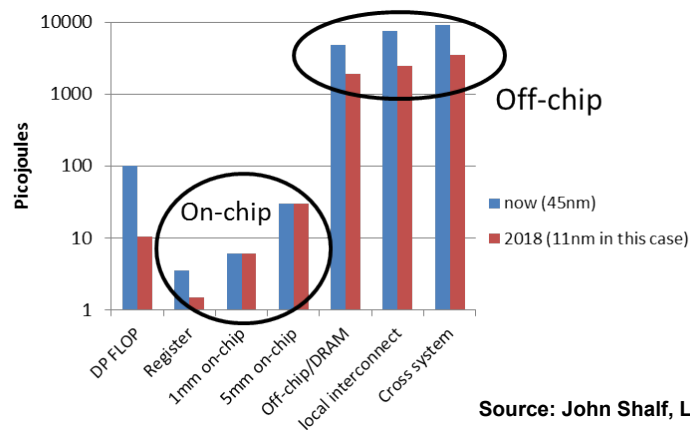 10000
1000
100
10
1
Picojoules
On-chip
Off-chip
now (45nm)
2018 (11nm in this case)
DP FLOP
Register
1mm on-chip
5mm on-chip
Off-chip/DRAM
local interconnect
Cross system
Source: John Shalf, L